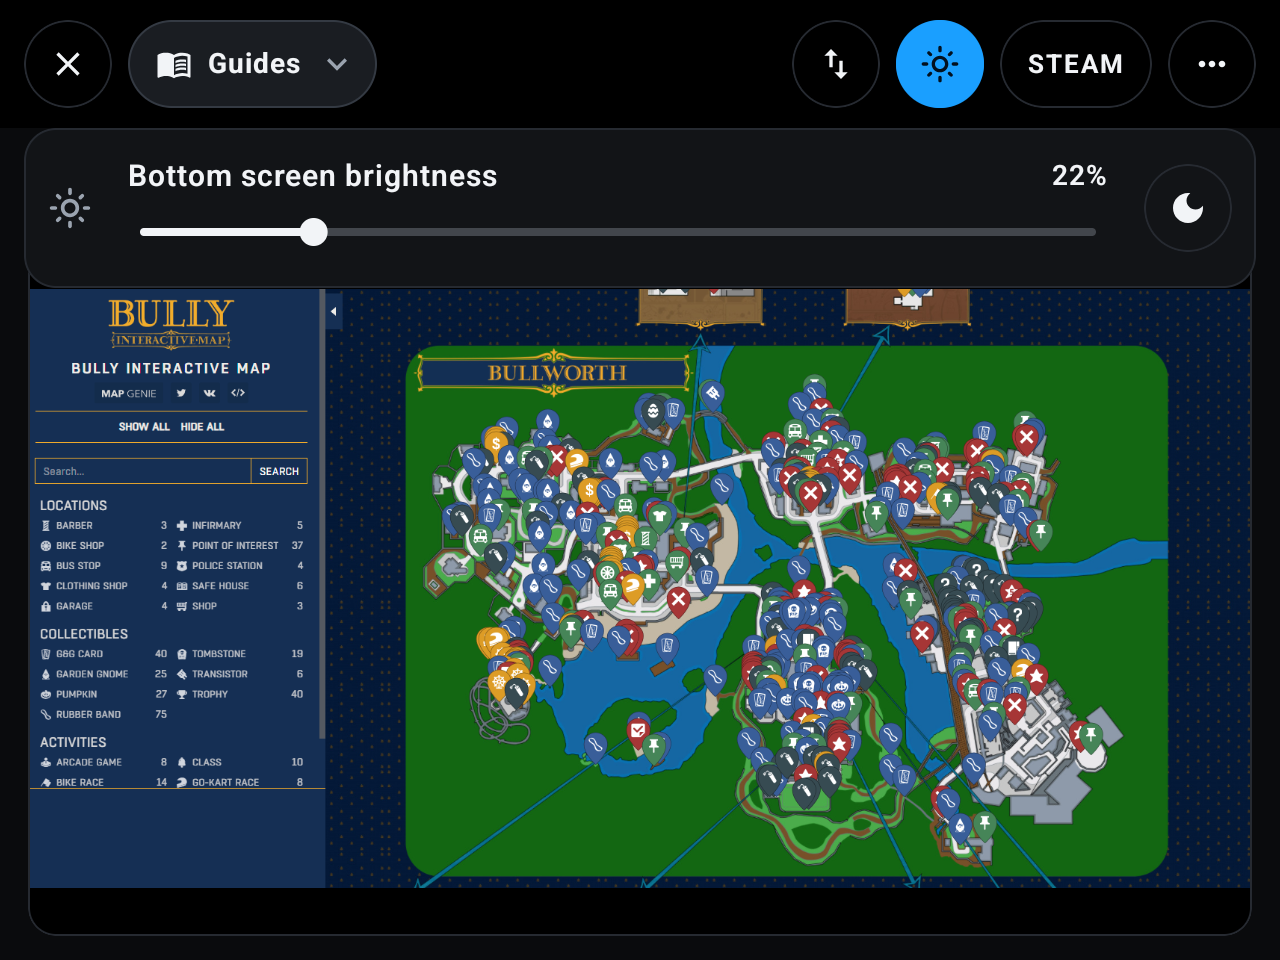 Guides
STEAM
Bottom screen brightness
22%
BULLY
INTERACTIVE·MAP
BULLY INTERACTIVE MAP
MAP GENIE
SHOW ALL HIDE ALL
Search...
SEARCH
LOCATIONS
BARBER 3 INFIRMARY 5
BIKE SHOP 2 POINT OF INTEREST 37
BUS STOP 9 POLICE STATION 4
CLOTHING SHOP 4 SAFE HOUSE 6
GARAGE 4 SHOP 3
COLLECTIBLES
G&G CARD 40 TOMBSTONE 19
GARDEN GNOME 25 TRANSISTOR 6
PUMPKIN 27 TROPHY 40
RUBBER BAND 75
ACTIVITIES
ARCADE GAME 8 CLASS 10
BIKE RACE 14 GO-KART RACE 8
BULLWORTH